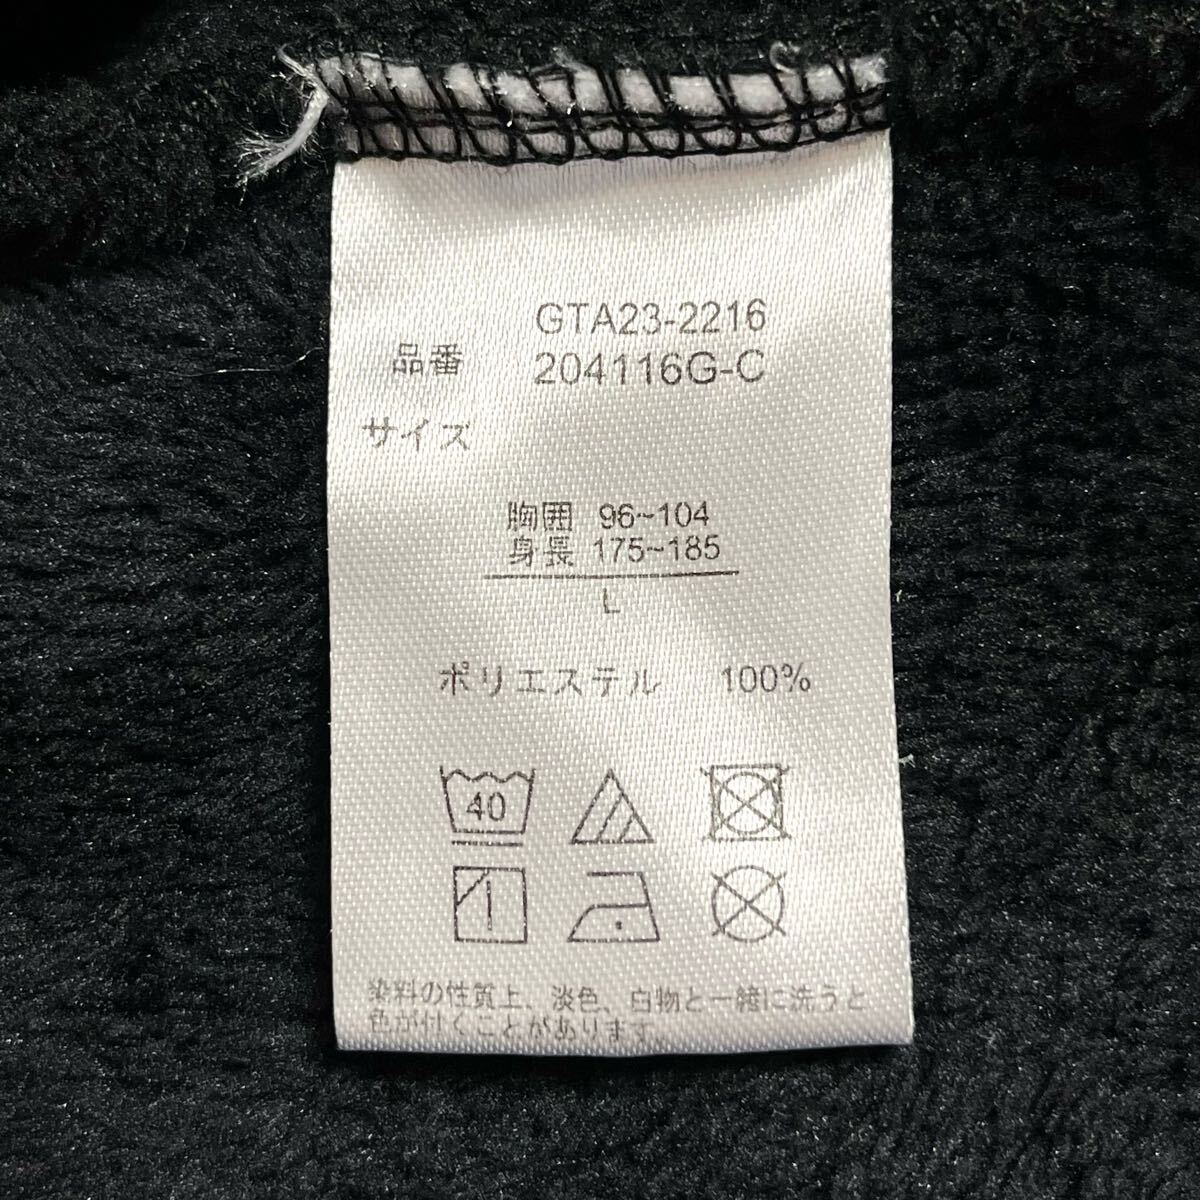 GTA23-2216
品番 204116G-C
サイズ
胸囲 96~104
身長 175~185
L
ポリエステル 100%
40
染料の性質上、淡色、白物と一緒に洗うと
色が付くことがあります。